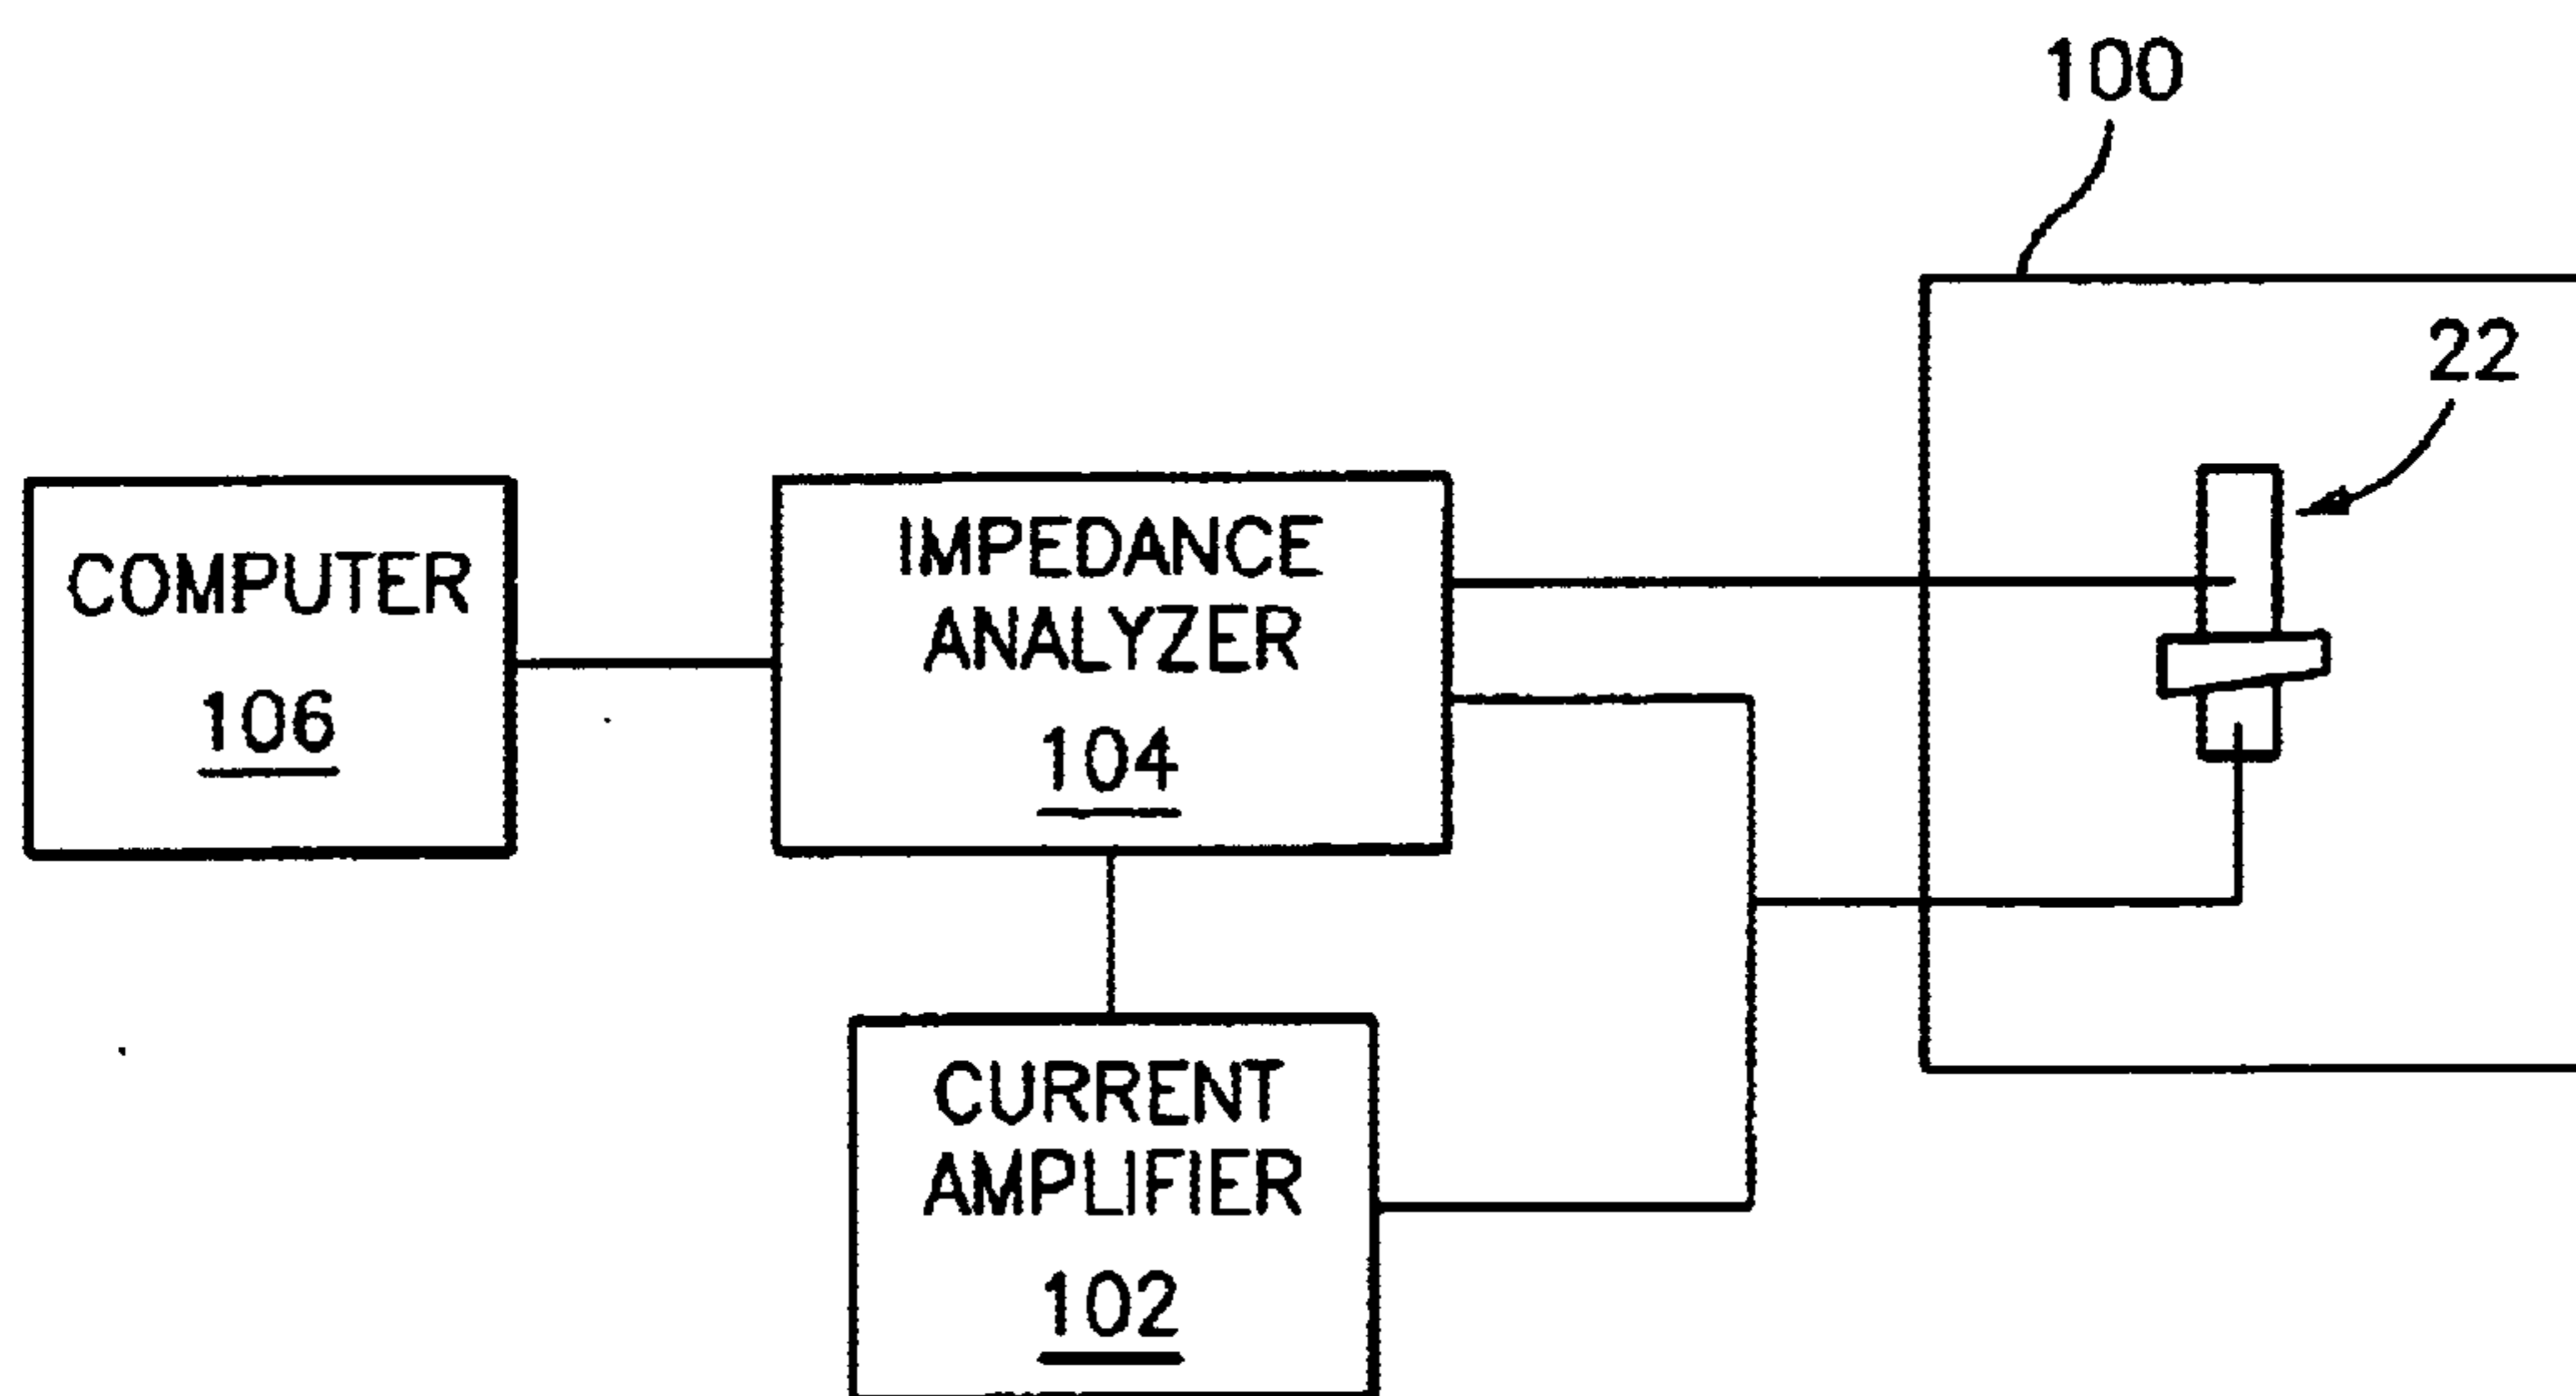 100
22
COMPUTER
106
IMPEDANCE
ANALYZER
104
CURRENT
AMPLIFIER
102